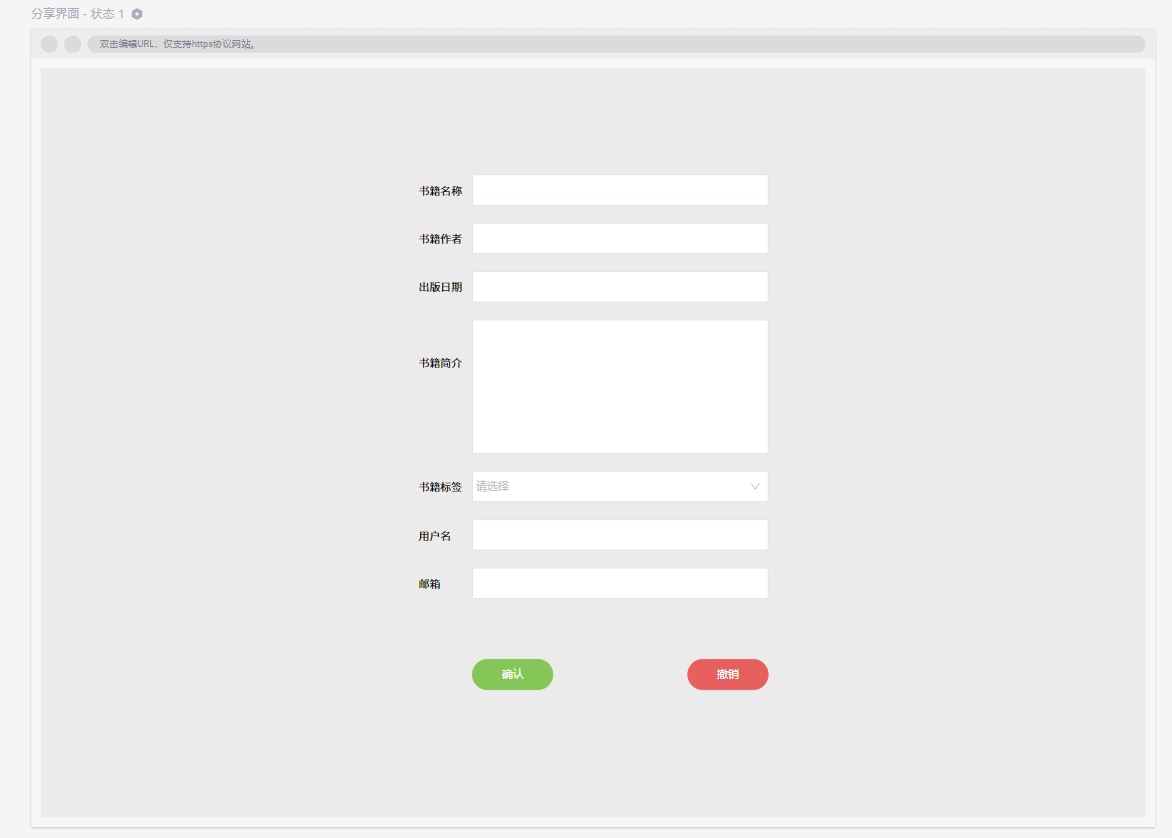 分享界面 - 状态 1
双击编辑URL，仅支持https协议网站。
书籍名称
书籍作者
出版日期
书籍简介
书籍标签 请选择
用户名
邮箱
确认 撤销